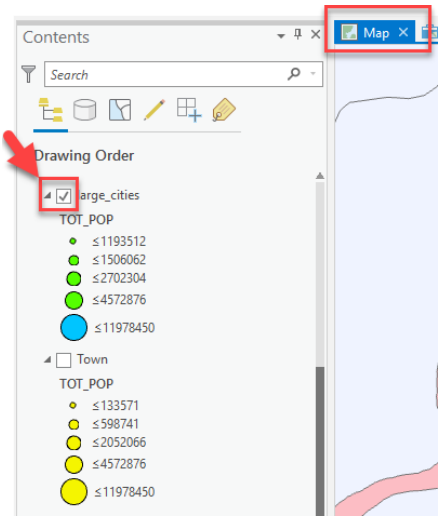 Contents
Map
Search
Drawing Order
arge_cities
TOT_POP
≤1193512
≤1506062
≤2702304
≤4572876
≤11978450
Town
TOT_POP
≤133571
≤598741
≤2052066
≤4572876
≤11978450